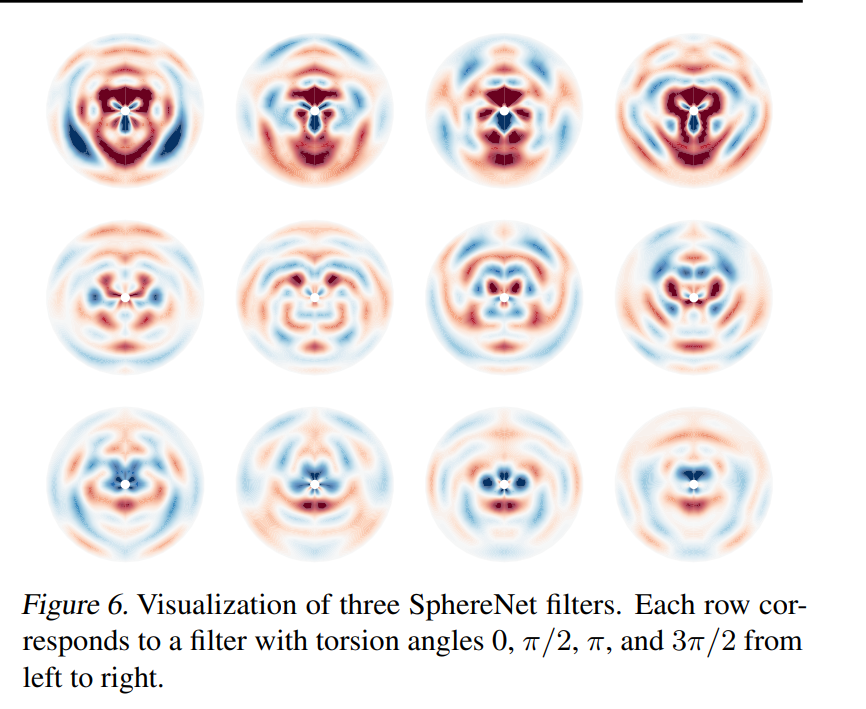 Figure 6. Visualization of three SphereNet filters. Each row cor-
responds to a filter with torsion angles 0, π/2, π, and 3π/2 from
left to right.